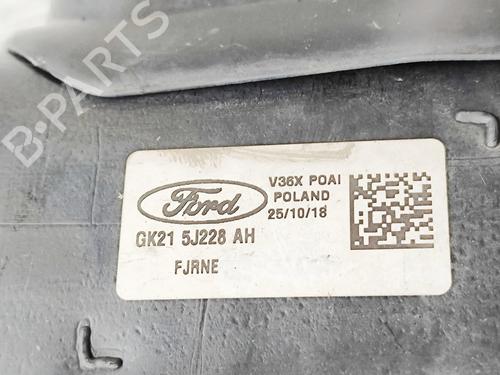 B-PARTS
Ford
V36X POAI
POLAND
25/10/18
GK21 5J228 AH
FJRNE